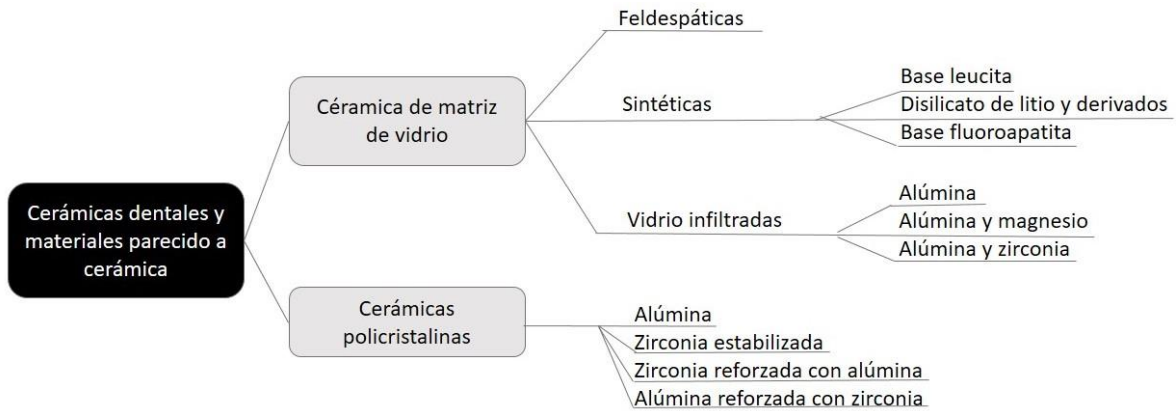 Cerámicas dentales y
materiales parecido a
cerámica
Céramica de matriz
de vidrio
Feldespáticas
Sintéticas
Base leucita
Disilicato de litio y derivados
Base fluoroapatita
Vidrio infiltradas
Alúmina
Alúmina y magnesio
Alúmina y zirconia
Cerámicas
policristalinas
Alúmina
Zirconia estabilizada
Zirconia reforzada con alúmina
Alúmina reforzada con zirconia